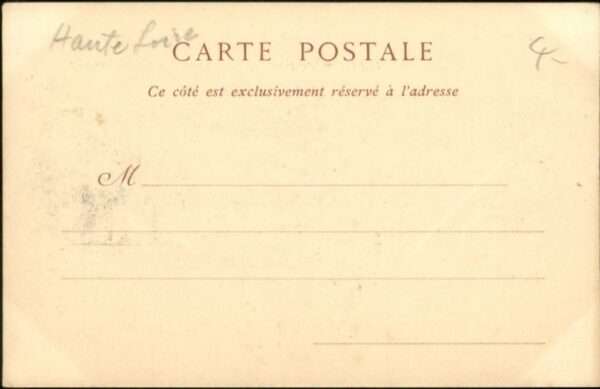 Haute Loire
CARTE POSTALE
4-
Ce côté est exclusivement réservé à l'adresse
M